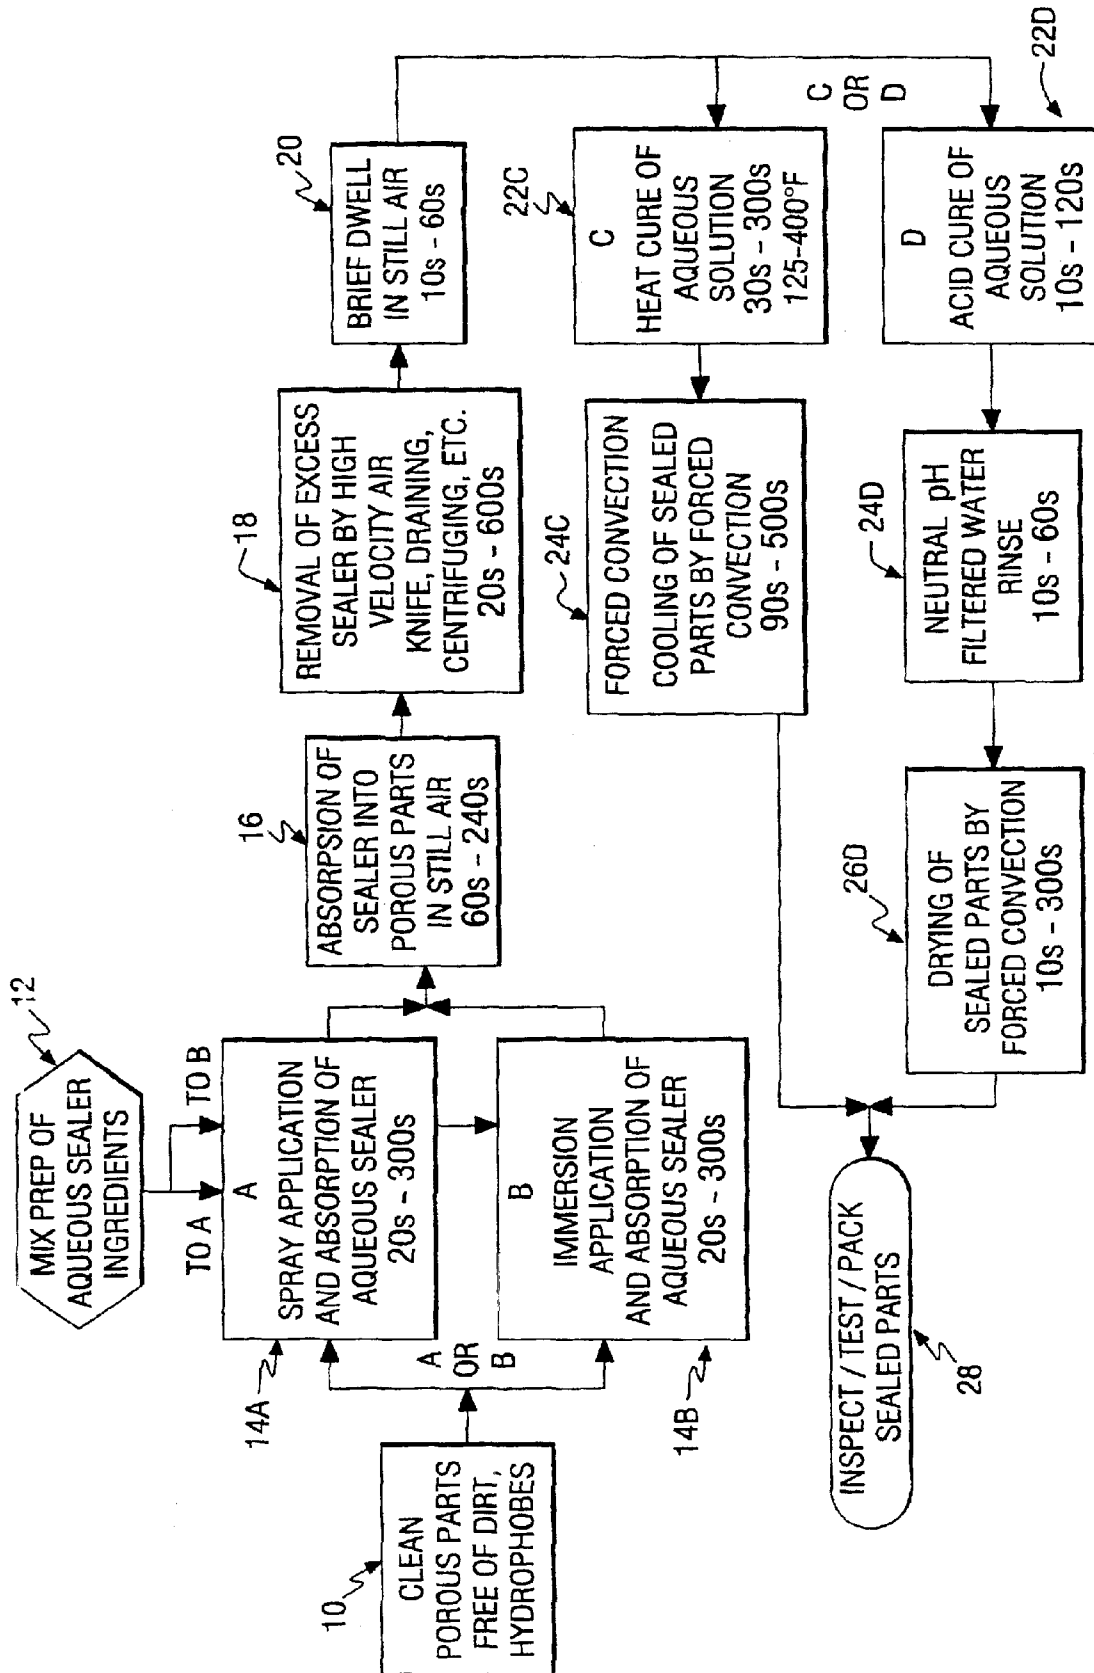 10
CLEAN
POROUS PARTS
FREE OF DIRT,
HYDROPHOBES
12
MIX PREP OF
AQUEOUS SEALER
INGREDIENTS
TO A
TO B
A
OR
B
14A
A
SPRAY APPLICATION
AND ABSORPTION OF
AQUEOUS SEALER
20s - 300s
14B
B
IMMERSION
APPLICATION
AND ABSORPTION OF
AQUEOUS SEALER
20s - 300s
16
ABSORPSION OF
SEALER INTO
POROUS PARTS
IN STILL AIR
60s - 240s
18
REMOVAL OF EXCESS
SEALER BY HIGH
VELOCITY AIR
KNIFE, DRAINING,
CENTRIFUGING, ETC.
20s - 600s
20
BRIEF DWELL
IN STILL AIR
10s - 60s
C
OR
D
22C
C
HEAT CURE OF
AQUEOUS
SOLUTION
30s - 300s
125-400°F
22D
D
ACID CURE OF
AQUEOUS
SOLUTION
10s - 120s
24C
FORCED CONVECTION
COOLING OF SEALED
PARTS BY FORCED
CONVECTION
90s - 500s
24D
NEUTRAL pH
FILTERED WATER
RINSE
10s - 60s
26D
DRYING OF
SEALED PARTS BY
FORCED CONVECTION
10s - 300s
INSPECT / TEST / PACK
SEALED PARTS
28